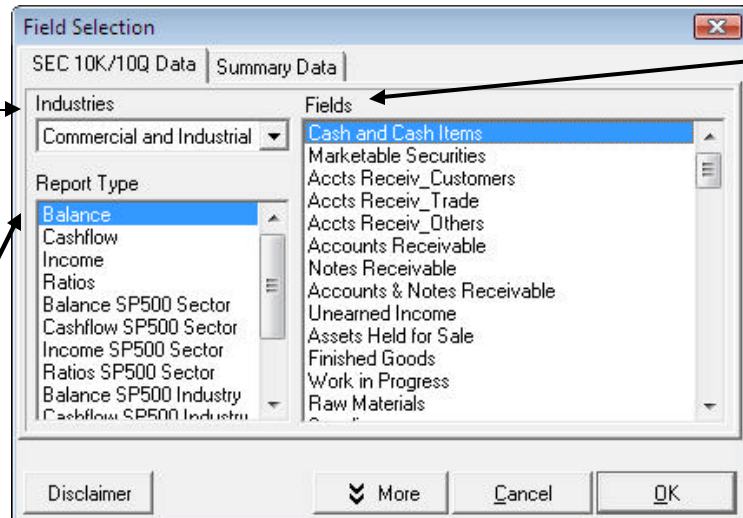 Field Selection
SEC 10K/10Q Data
Summary Data
Industries
Commercial and Industrial
Report Type
Balance
Cashflow
Income
Ratios
Balance SP500 Sector
Cashflow SP500 Sector
Income SP500 Sector
Ratios SP500 Sector
Balance SP500 Industry
Cashflow SP500 Industry
Fields
Cash and Cash Items
Marketable Securities
Accts Receiv_Customers
Accts Receiv_Trade
Accts Receiv_Others
Accounts Receivable
Notes Receivable
Accounts & Notes Receivable
Unearned Income
Assets Held for Sale
Finished Goods
Work in Progress
Raw Materials
Disclaimer
More
Cancel
OK